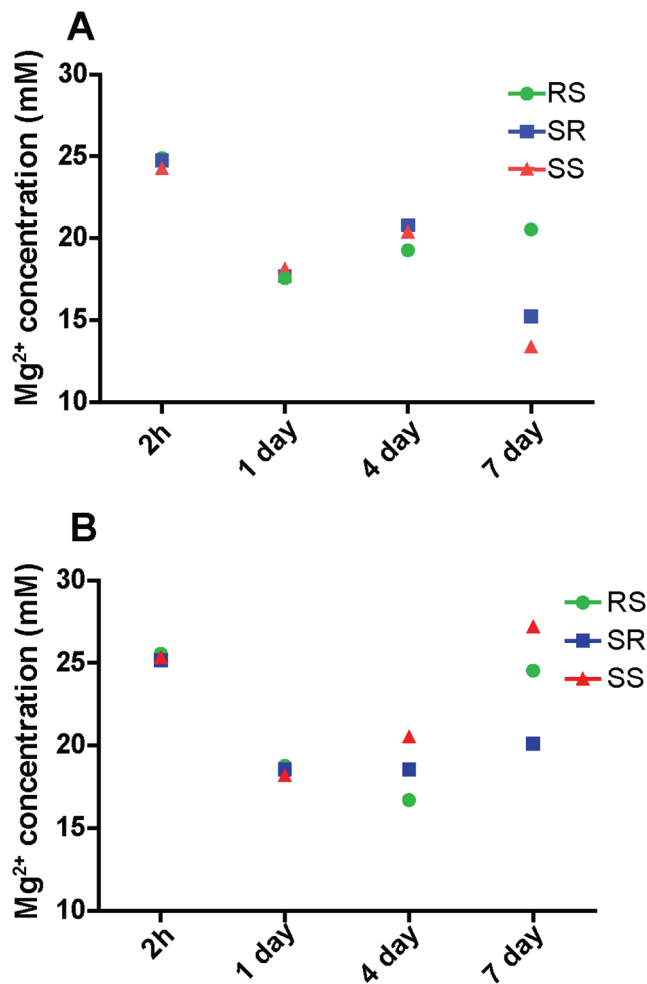 A
Mg²⁺ concentration (mM)
30
25
20
15
10
RS
SR
SS
2h
1 day
4 day
7 day
B
Mg²⁺ concentration (mM)
30
25
20
15
10
RS
SR
SS
2h
1 day
4 day
7 day